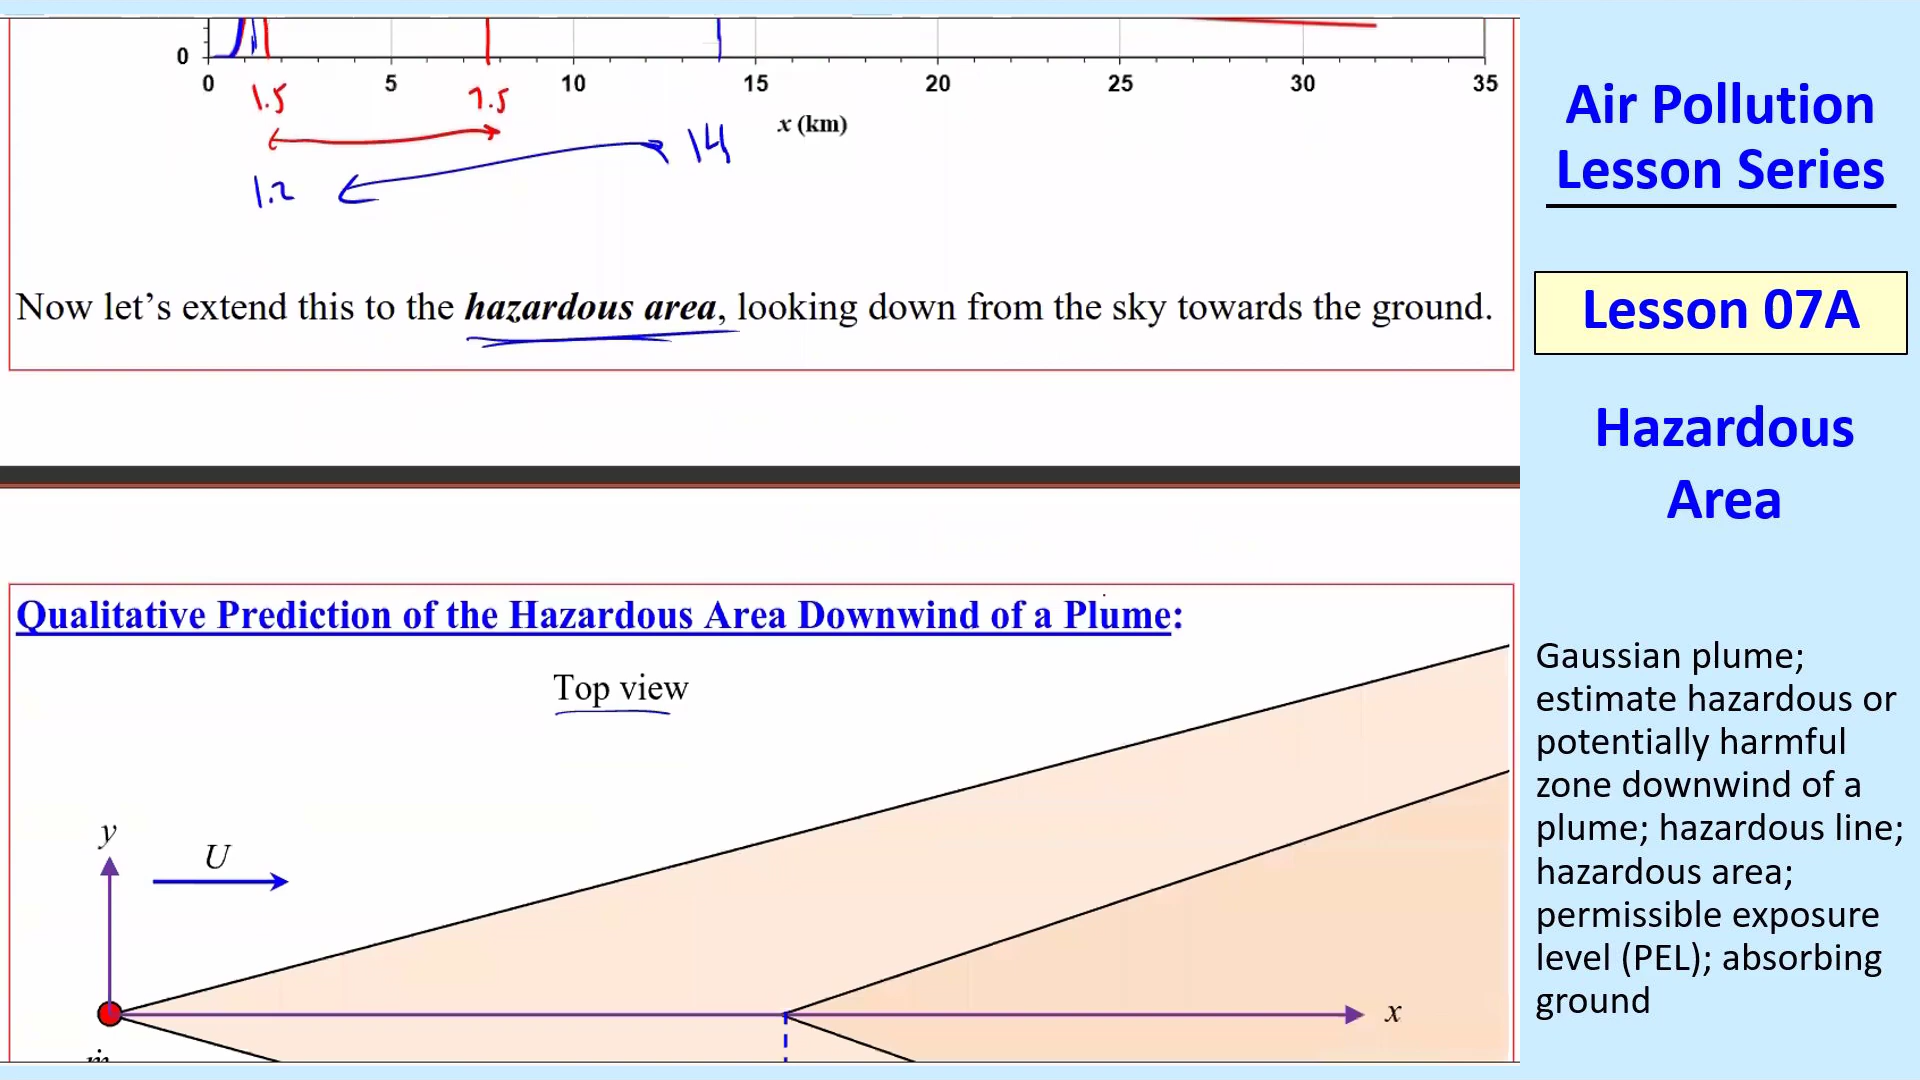 0
0 5 10 15 20 25 30 35
1.5 7.5
x (km)
14
1.2
Now let’s extend this to the hazardous area, looking down from the sky towards the ground.
Qualitative Prediction of the Hazardous Area Downwind of a Plume:
Top view
y
U
x
Air Pollution
Lesson Series
Lesson 07A
Hazardous
Area
Gaussian plume;
estimate hazardous or
potentially harmful
zone downwind of a
plume; hazardous line;
hazardous area;
permissible exposure
level (PEL); absorbing
ground